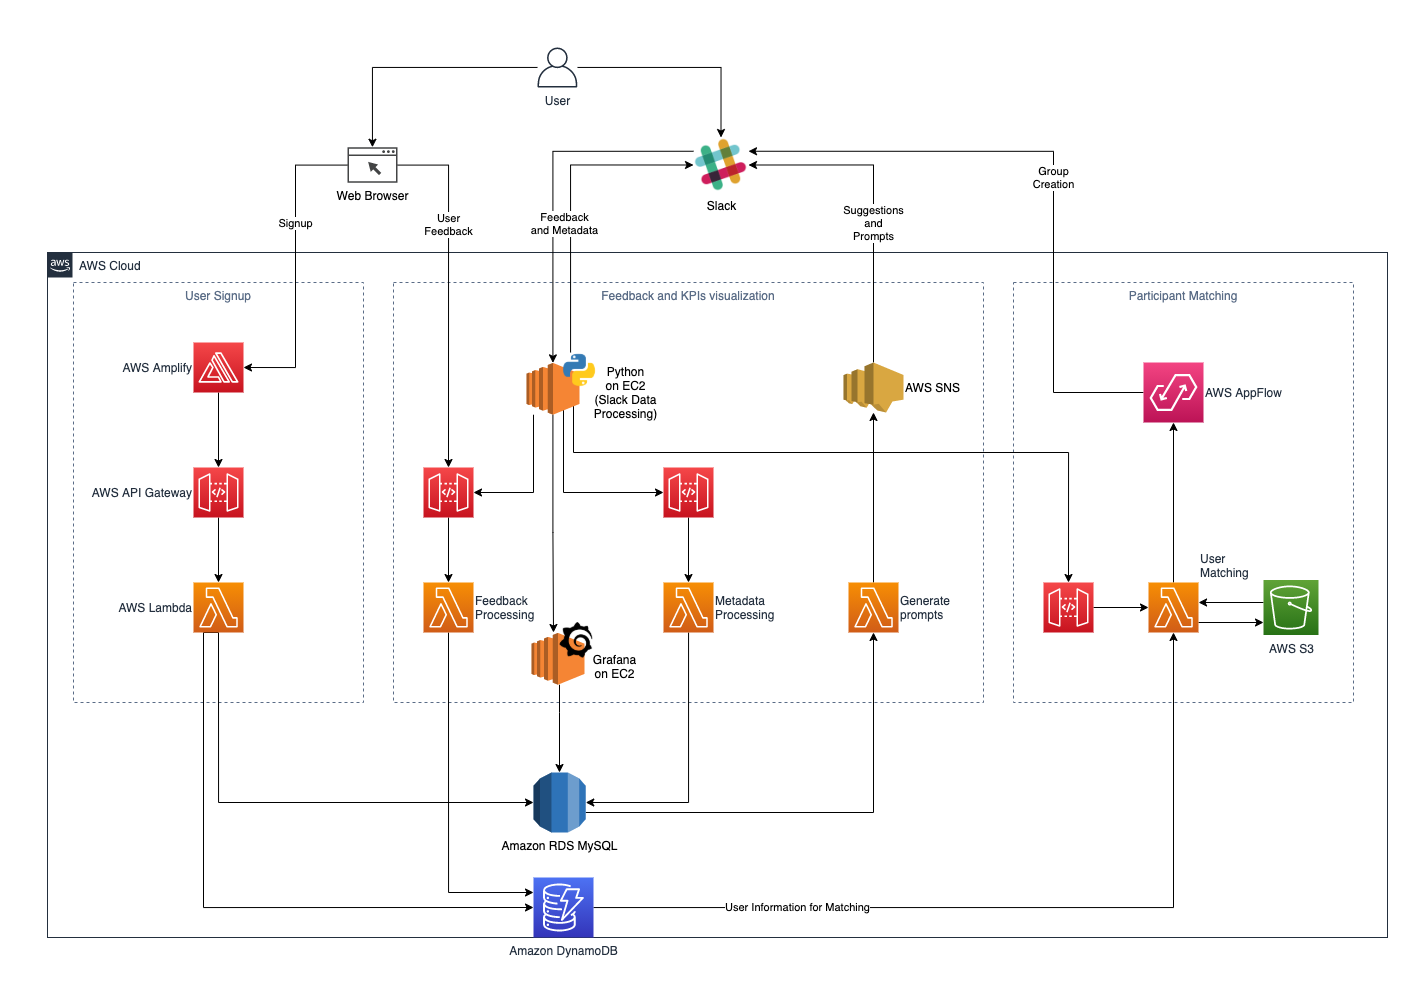 User
Web Browser
Slack
Signup
User
Feedback
Feedback
and Metadata
Suggestions
and
Prompts
Group
Creation
aws
AWS Cloud
User Signup
Feedback and KPIs visualization
Participant Matching
AWS Amplify
Python
on EC2
(Slack Data
Processing)
AWS SNS
AWS AppFlow
AWS API Gateway
</>
</>
</>
User
Matching
AWS Lambda
Feedback
Processing
Metadata
Processing
Generate
prompts
</>
AWS S3
Grafana
on EC2
Amazon RDS MySQL
User Information for Matching
Amazon DynamoDB